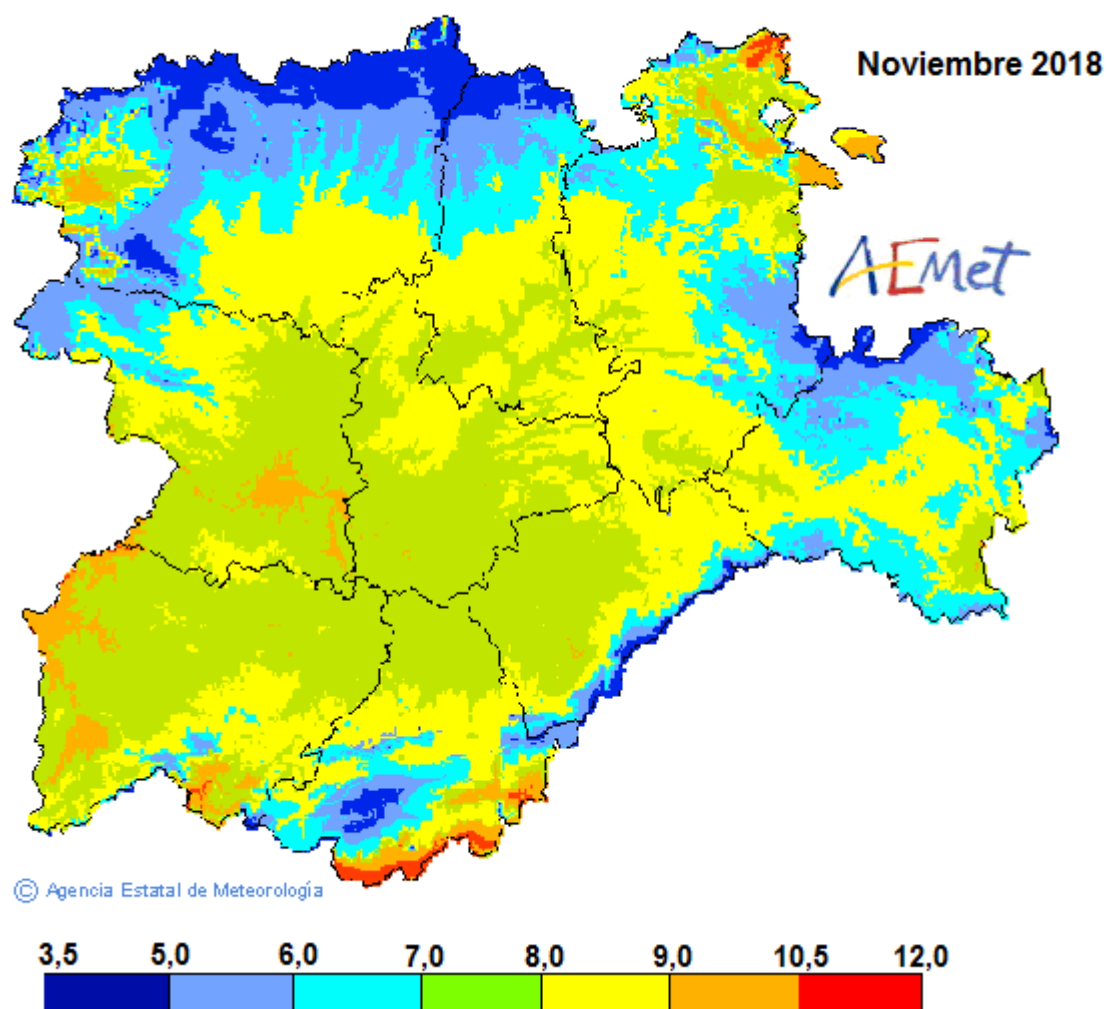 Noviembre 2018
AEMet
© Agencia Estatal de Meteorología
3,5 5,0 6,0 7,0 8,0 9,0 10,5 12,0